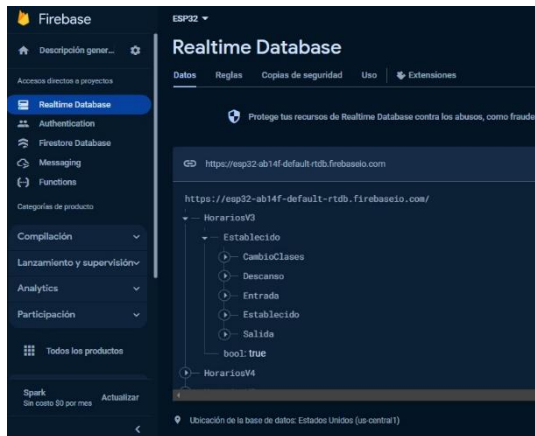 Firebase
Descripción gener...
Accesos directos a proyectos
Realtime Database
Authentication
Firestore Database
Messaging
Functions
Categorías de producto
Compilación
Lanzamiento y supervisión
Analytics
Participación
Todos los productos
Spark
Sin costo $0 por mes
Actualizar
ESP32
Realtime Database
Datos Reglas Copias de seguridad Uso Extensions
Protege tus recursos de Realtime Database contra los abusos, como fraude
https://esp32-ab14f-default-rtdb.firebaseio.com
https://esp32-ab14f-default-rtdb.firebaseio.com/
HorariosV3
Establecido
CambioClases
Descanso
Entrada
Establecido
Salida
bool: true
HorariosV4
Ubicación de la base de datos: Estados Unidos (us-central1)